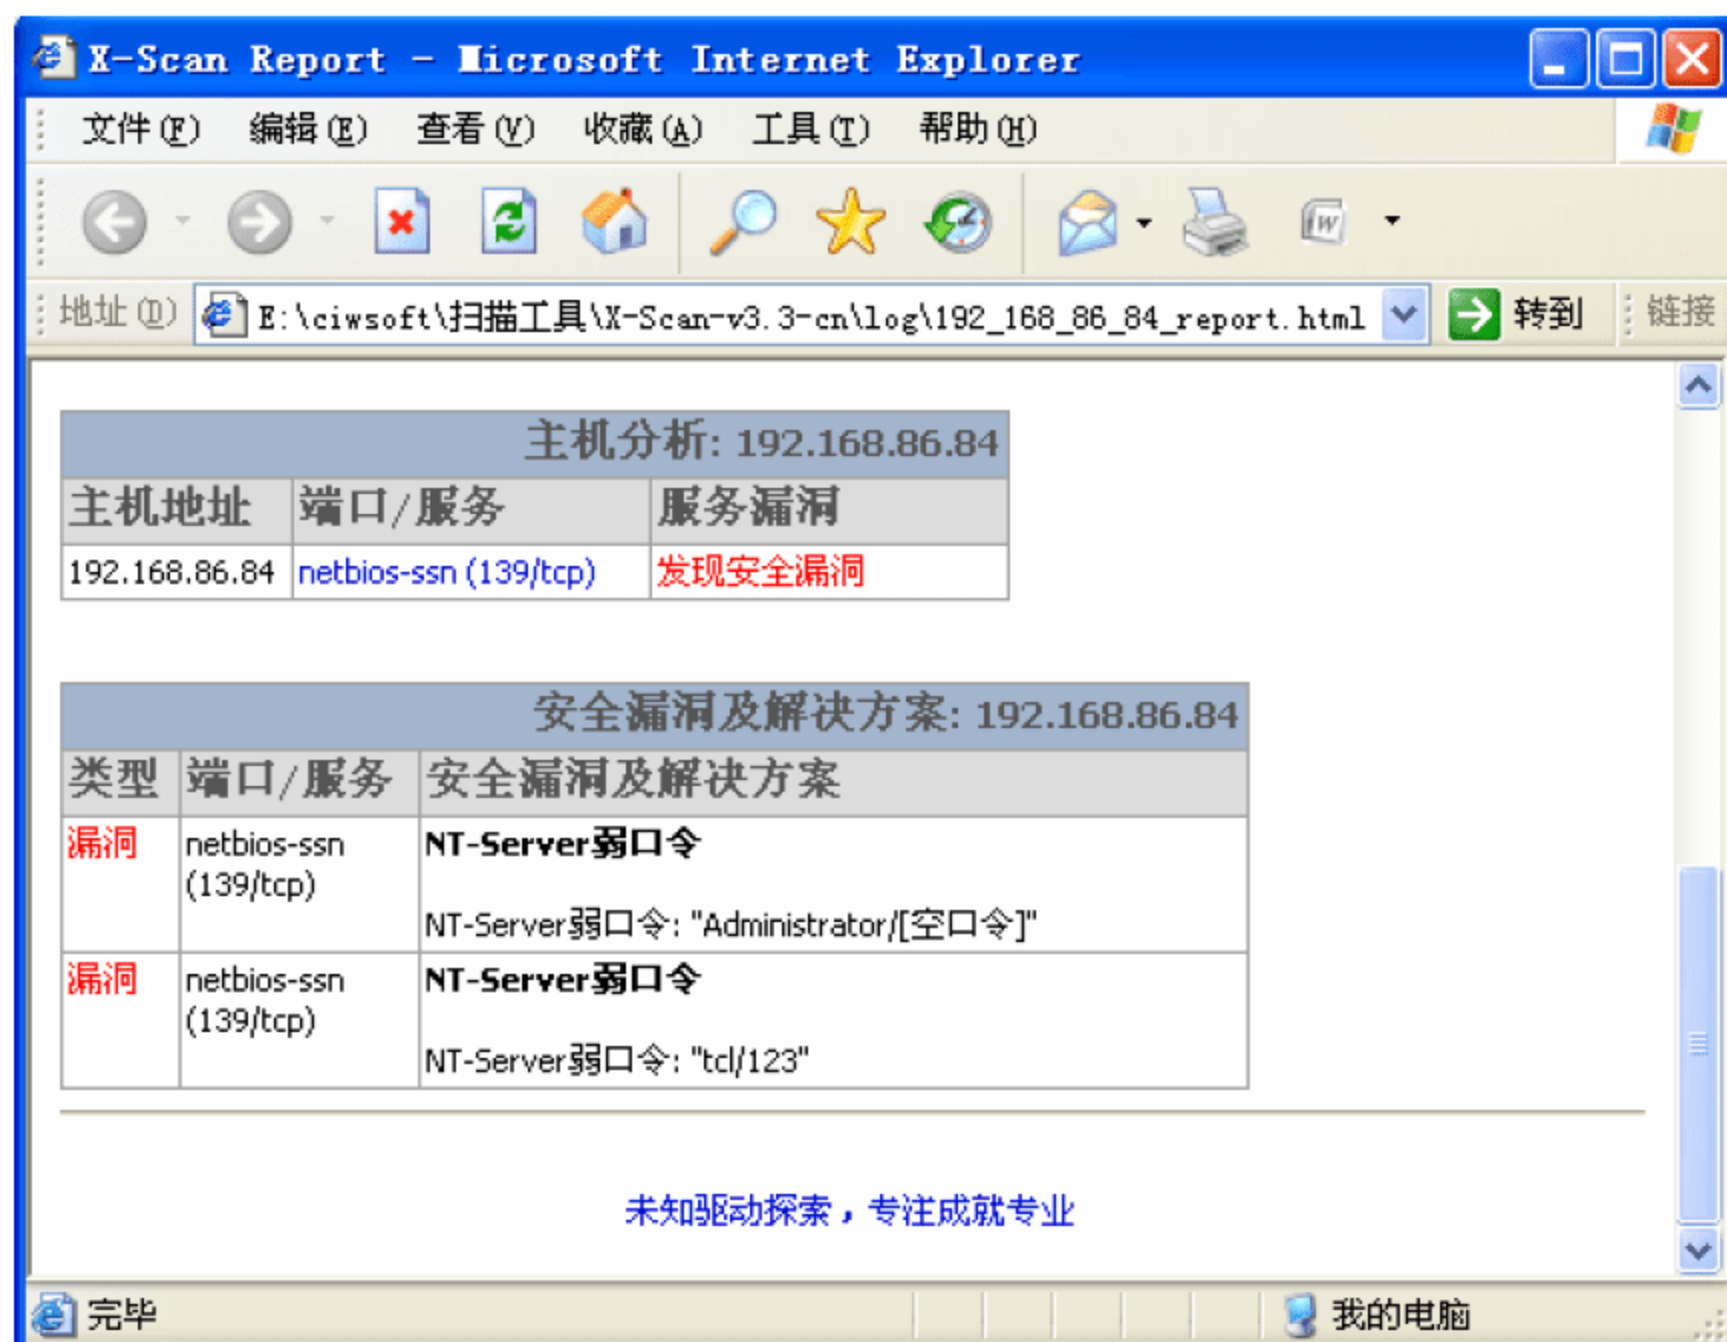 X-Scan Report - Microsoft Internet Explorer
文件(F) 编辑(E) 查看(V) 收藏(A) 工具(T) 帮助(H)
地址(D) E:\ciwsoft\扫描工具\X-Scan-v3.3-cn\log\192_168_86_84_report.html 转到 链接
主机分析: 192.168.86.84
主机地址 端口/服务 服务漏洞
192.168.86.84 netbios-ssn (139/tcp) 发现安全漏洞
安全漏洞及解决方案: 192.168.86.84
类型 端口/服务 安全漏洞及解决方案
漏洞 netbios-ssn NT-Server弱口令
(139/tcp)
NT-Server弱口令: "Administrator/[空口令]"
漏洞 netbios-ssn NT-Server弱口令
(139/tcp)
NT-Server弱口令: "tcl/123"
未知驱动探索，专注成就专业
完毕 我的电脑